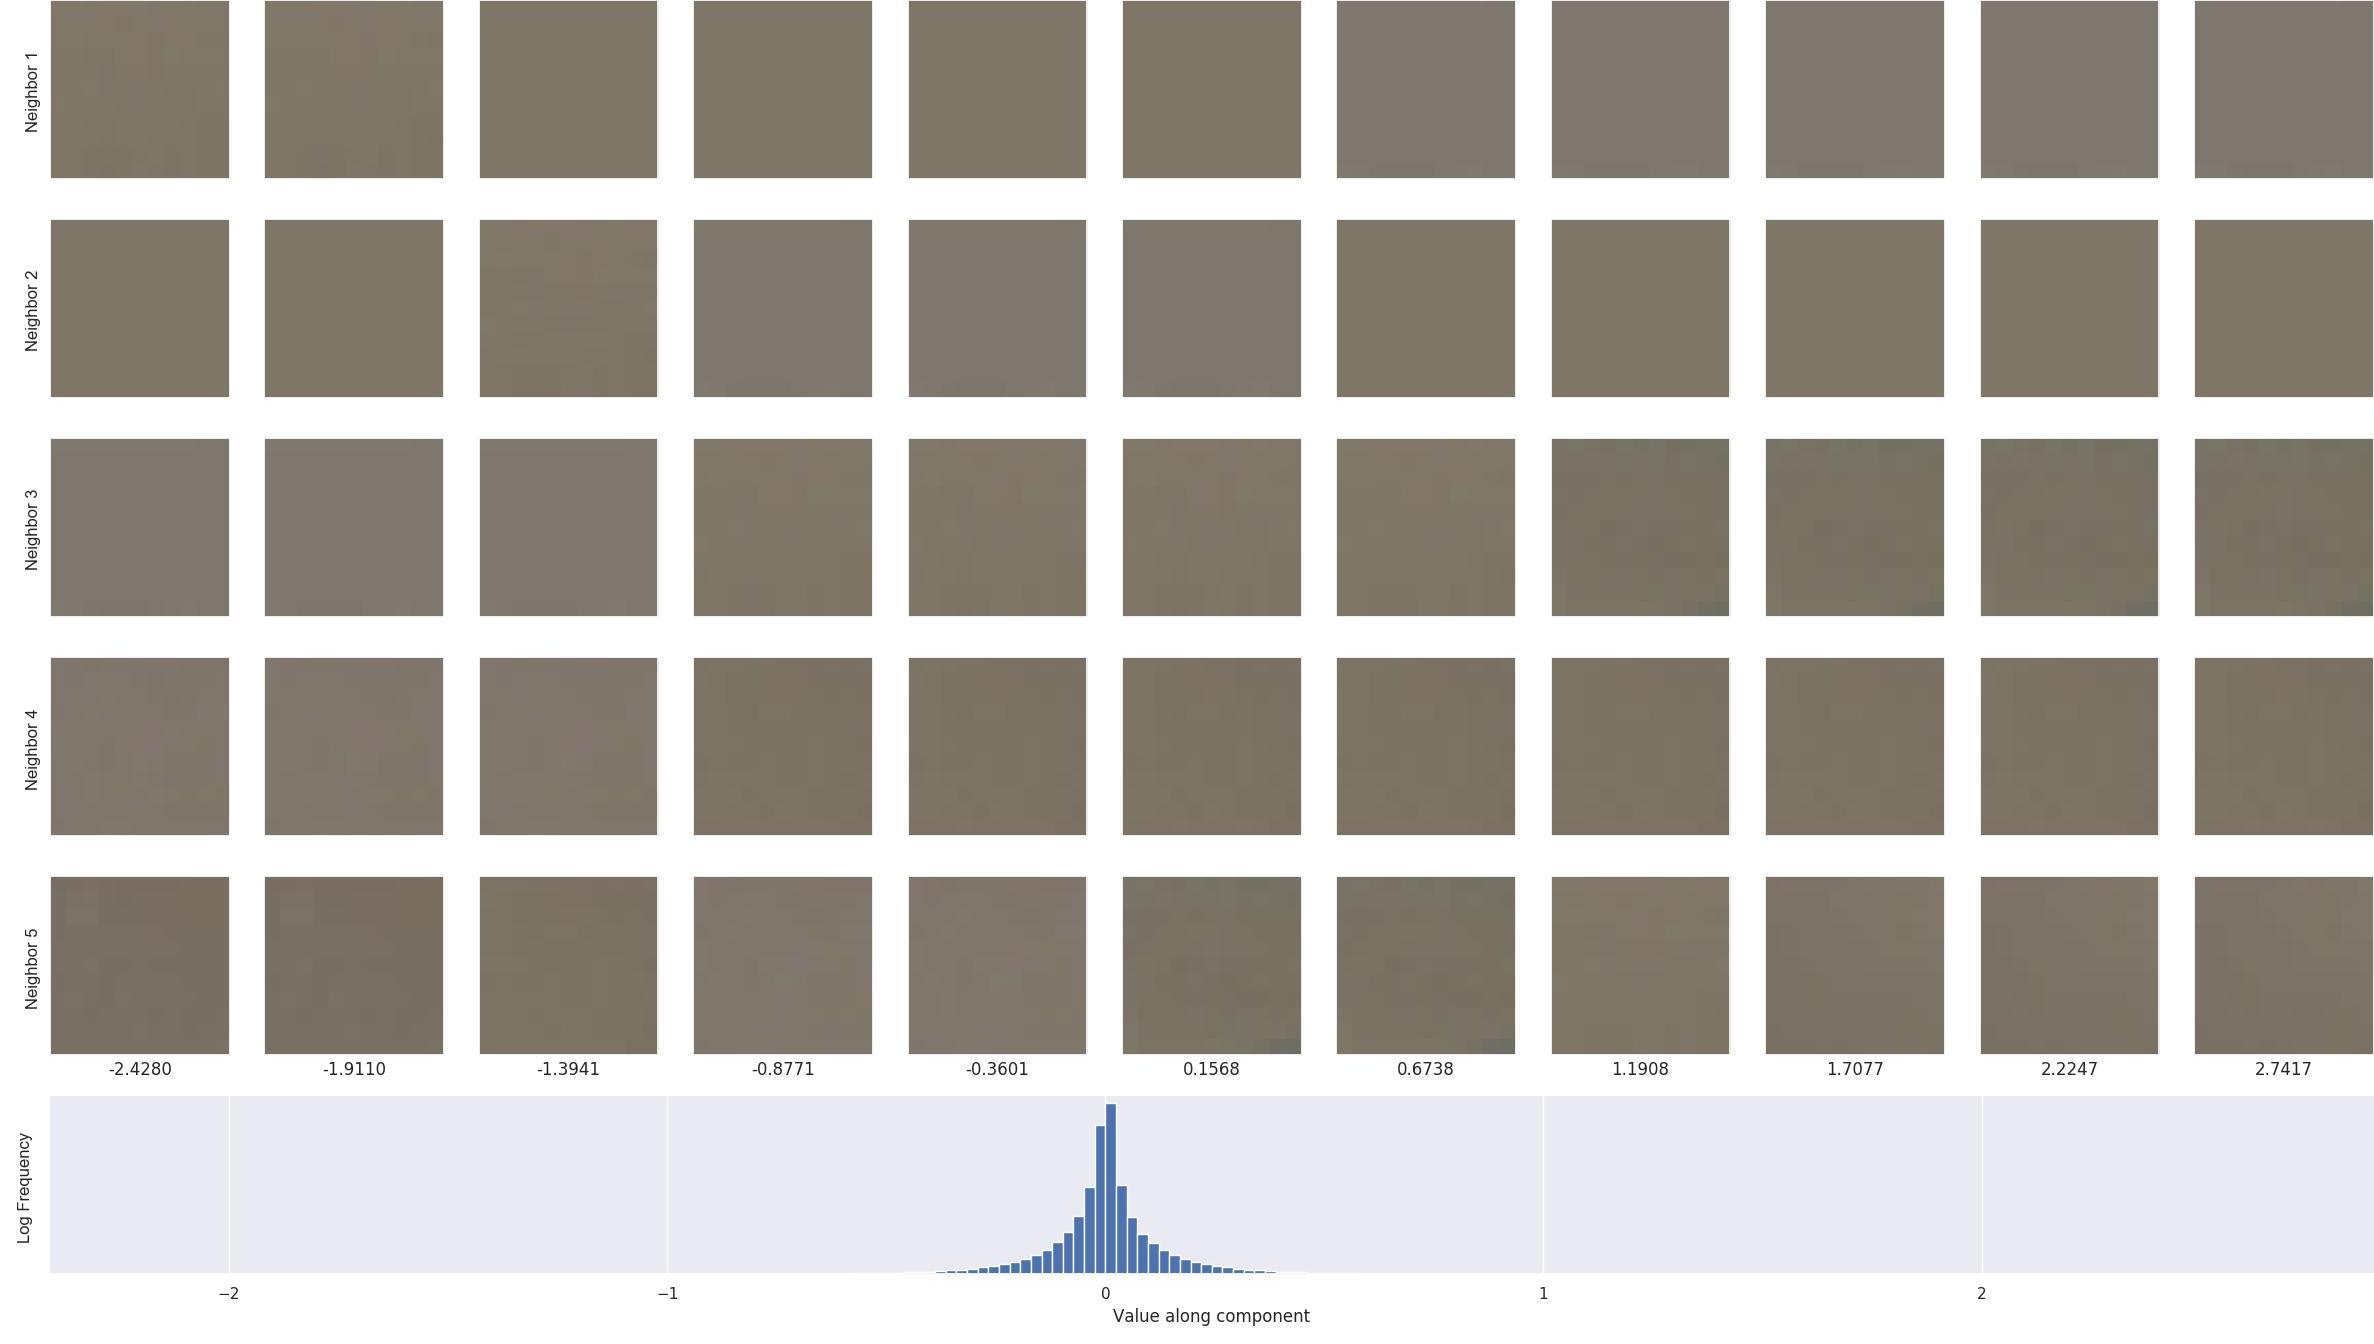 Neighbor 1
Neighbor 2
Neighbor 3
Neighbor 4
Neighbor 5
-2.4280 -1.9110 -1.3941 -0.8771 -0.3601 0.1568 0.6738 1.1908 1.7077 2.2247 2.7417
Log Frequency
−2 −1 0 1 2
Value along component